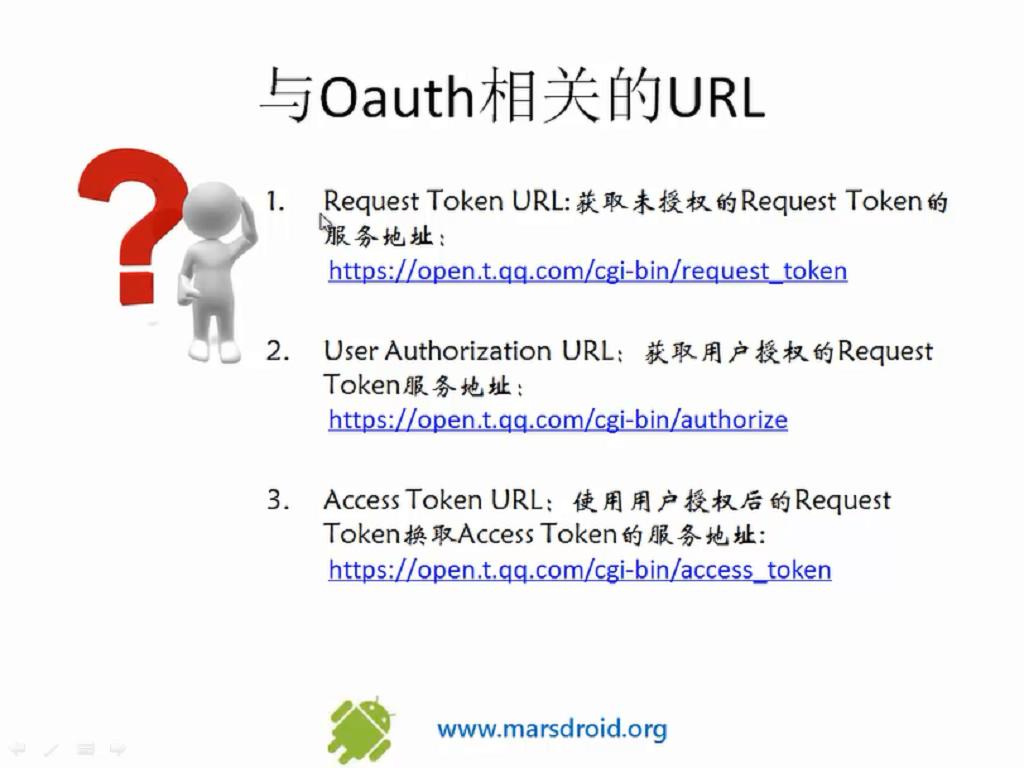 与Oauth相关的URL
1. Request Token URL:获取未授权的Request Token的
服务地址：
https://open.t.qq.com/cgi-bin/request_token
2. User Authorization URL：获取用户授权的Request
Token服务地址：
https://open.t.qq.com/cgi-bin/authorize
3. Access Token URL：使用用户授权后的Request
Token换取Access Token的服务地址:
https://open.t.qq.com/cgi-bin/access_token
www.marsdroid.org